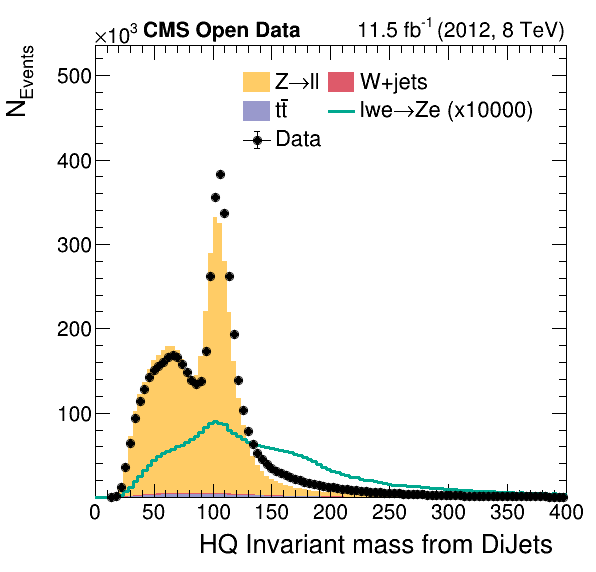 ×10³ CMS Open Data 11.5 fb⁻¹ (2012, 8 TeV)
N_Events
500
400
300
200
100
Z→ll W+jets
tt̄ lwe→Ze (x10000)
Data
0 50 100 150 200 250 300 350 400
HQ Invariant mass from DiJets